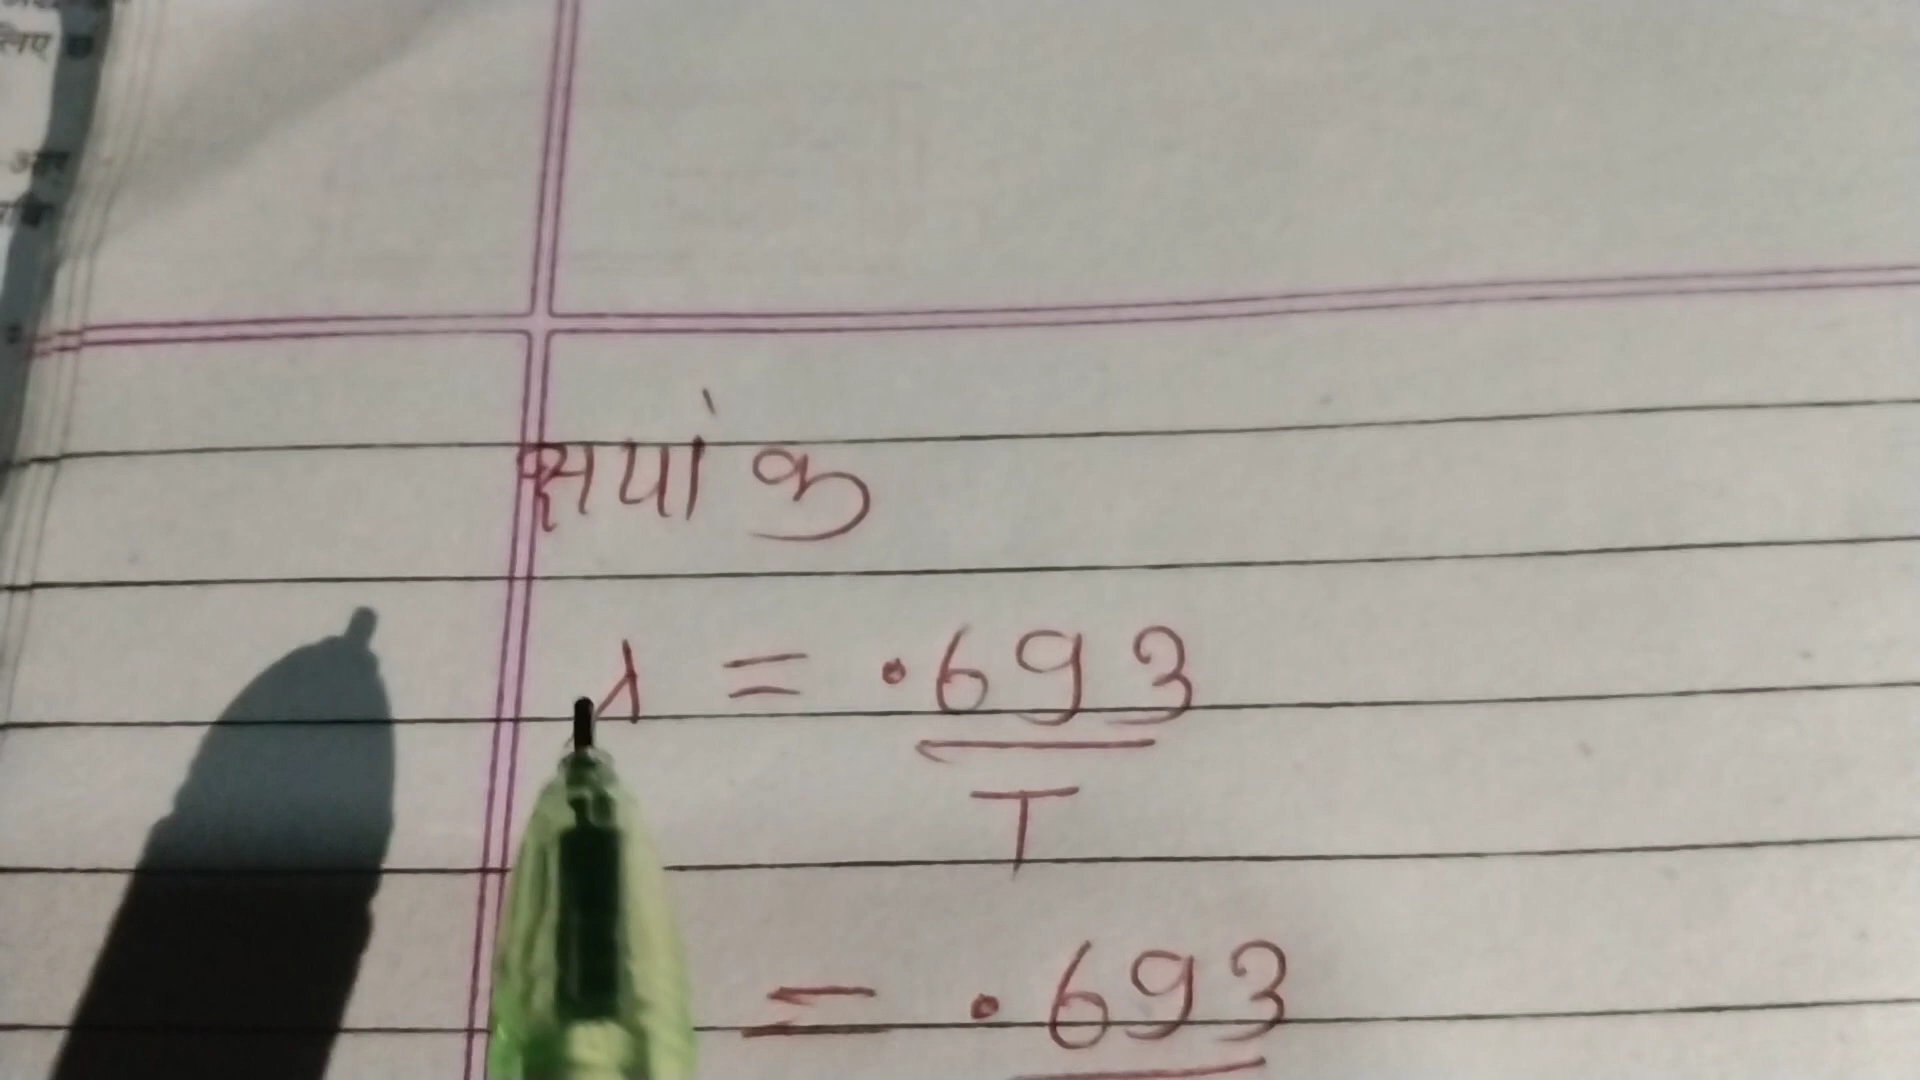 लिए
क्षयांक
λ = .693
T
= .693